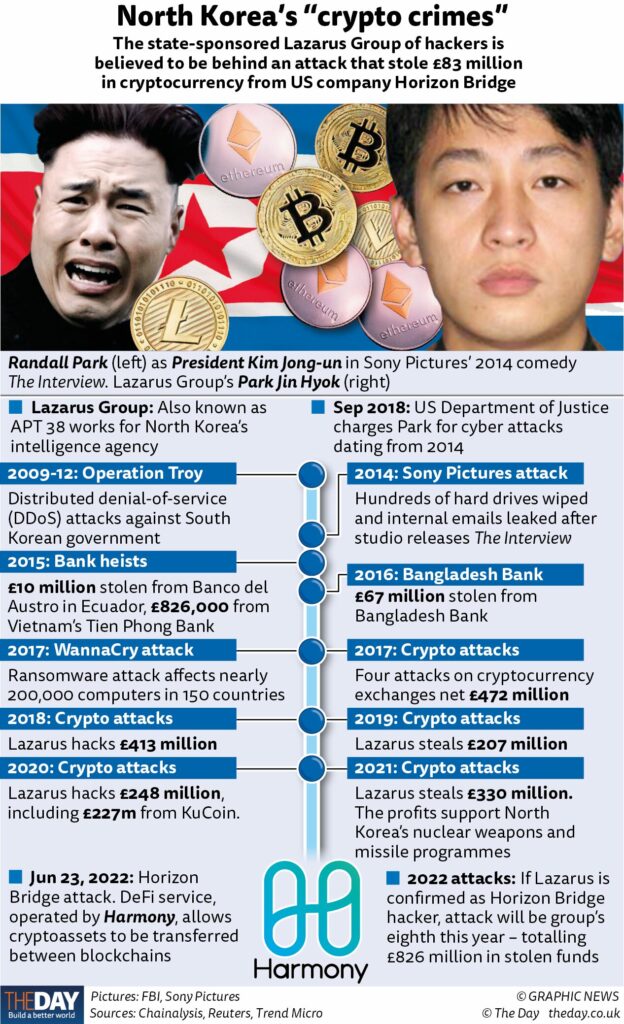 North Korea's “crypto crimes”
The state-sponsored Lazarus Group of hackers is
believed to be behind an attack that stole £83 million
in cryptocurrency from US company Horizon Bridge
ethereum
ethereum
ethereum
Randall Park (left) as President Kim Jong-un in Sony Pictures' 2014 comedy
The Interview. Lazarus Group's Park Jin Hyok (right)
Lazarus Group: Also known as
APT 38 works for North Korea's
intelligence agency
Sep 2018: US Department of Justice
charges Park for cyber attacks
dating from 2014
2009-12: Operation Troy
Distributed denial-of-service
(DDoS) attacks against South
Korean government
2014: Sony Pictures attack
Hundreds of hard drives wiped
and internal emails leaked after
studio releases The Interview
2015: Bank heists
£10 million stolen from Banco del
Austro in Ecuador, £826,000 from
Vietnam's Tien Phong Bank
2016: Bangladesh Bank
£67 million stolen from
Bangladesh Bank
2017: WannaCry attack
Ransomware attack affects nearly
200,000 computers in 150 countries
2017: Crypto attacks
Four attacks on cryptocurrency
exchanges net £472 million
2018: Crypto attacks
Lazarus hacks £413 million
2019: Crypto attacks
Lazarus steals £207 million
2020: Crypto attacks
Lazarus hacks £248 million,
including £227m from KuCoin.
2021: Crypto attacks
Lazarus steals £330 million.
The profits support North
Korea's nuclear weapons and
missile programmes
Jun 23, 2022: Horizon
Bridge attack. DeFi service,
operated by Harmony, allows
cryptoassets to be transferred
between blockchains
Harmony
2022 attacks: If Lazarus is
confirmed as Horizon Bridge
hacker, attack will be group's
eighth this year – totalling
£826 million in stolen funds
THE DAY
Build a better world
Pictures: FBI, Sony Pictures
Sources: Chainalysis, Reuters, Trend Micro
© GRAPHIC NEWS
© The Day theday.co.uk